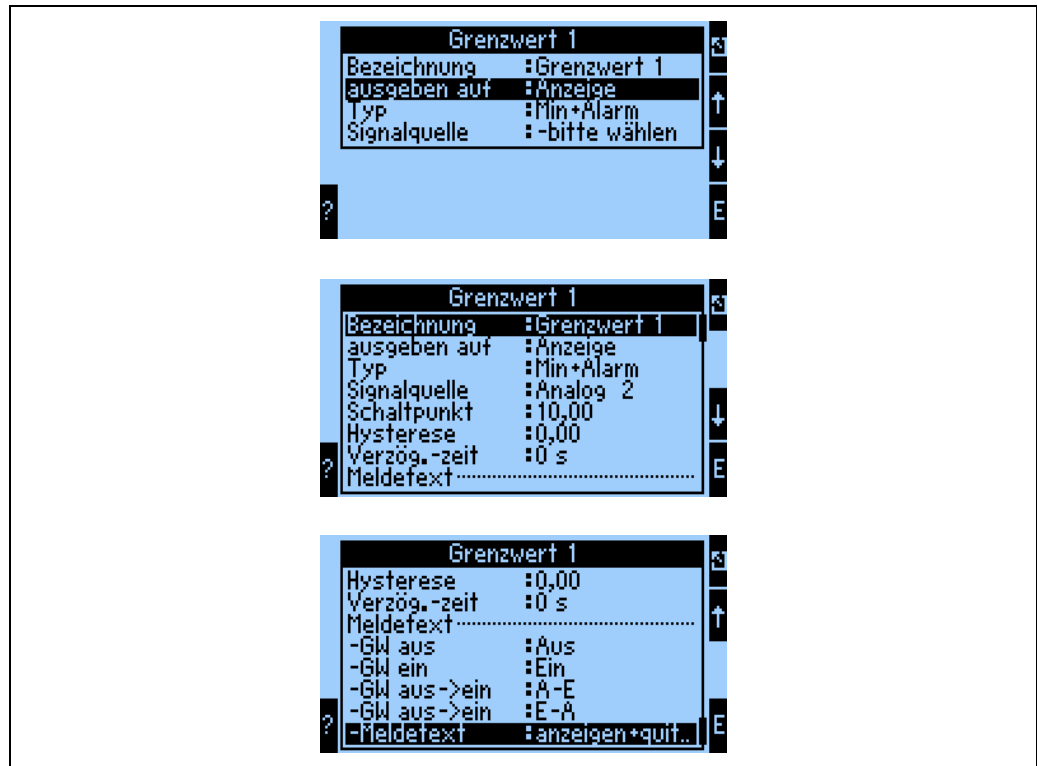 Grenzwert 1
Bezeichnung :Grenzwert 1
ausgeben auf :Anzeige
Typ :Min+Alarm
Signalquelle :-bitte wählen
? E
Grenzwert 1
Bezeichnung :Grenzwert 1
ausgeben auf :Anzeige
Typ :Min+Alarm
Signalquelle :Analog 2
Schaltpunkt :10,00
Hysterese :0,00
Verzög.-zeit :0 s
Meldetext
? E
Grenzwert 1
Hysterese :0,00
Verzög.-zeit :0 s
Meldetext
-GW aus :Aus
-GW ein :Ein
-GW aus->ein :A-E
-GW aus->ein :E-A
-Meldetext :anzeigen+quit..
? E